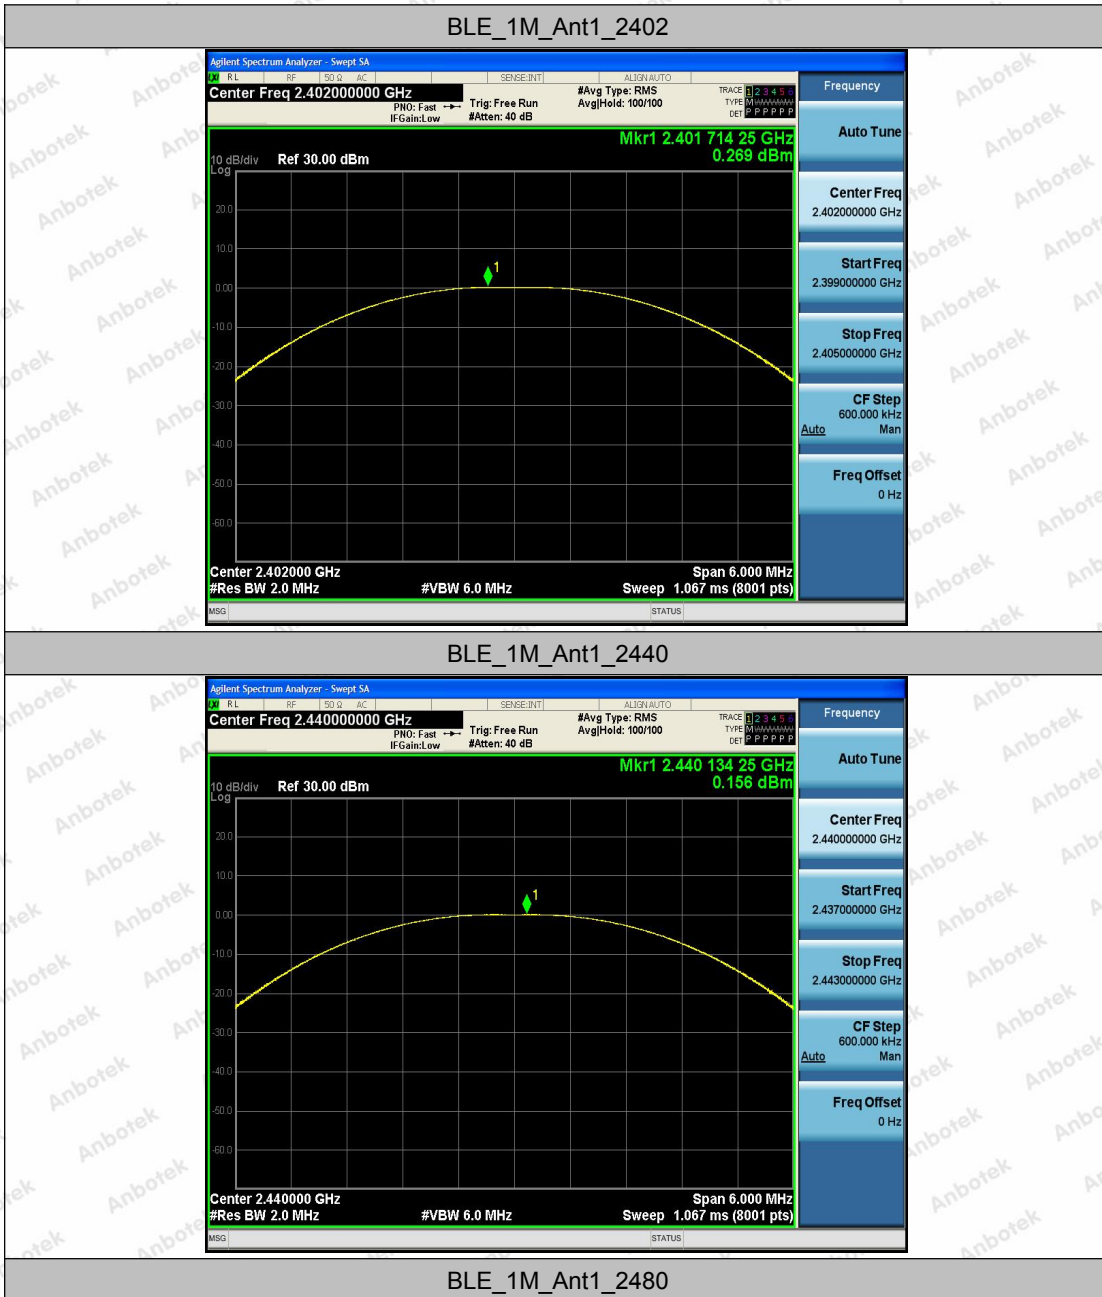 BLE_1M_Ant1_2402
Agilent Spectrum Analyzer - Swept SA
RL RF 50 Ω AC SENSE:INT ALIGN AUTO
Center Freq 2.402000000 GHz
PNO: Fast
IFGain:Low
Trig: Free Run
#Atten: 40 dB
#Avg Type: RMS
Avg|Hold: 100/100
TRACE 1 2 3 4 5 6
TYPE M
DET P P P P P P
Mkr1 2.401 714 25 GHz
0.269 dBm
10 dB/div Ref 30.00 dBm
Log
20.0
10.0
0.00
-10.0
-20.0
-30.0
-40.0
-50.0
-60.0
1
Center 2.402000 GHz Span 6.000 MHz
#Res BW 2.0 MHz #VBW 6.0 MHz Sweep 1.067 ms (8001 pts)
MSG STATUS
Frequency
Auto Tune
Center Freq
2.402000000 GHz
Start Freq
2.399000000 GHz
Stop Freq
2.405000000 GHz
CF Step
600.000 kHz
Auto Man
Freq Offset
0 Hz
BLE_1M_Ant1_2440
Agilent Spectrum Analyzer - Swept SA
RL RF 50 Ω AC SENSE:INT ALIGN AUTO
Center Freq 2.440000000 GHz
PNO: Fast
IFGain:Low
Trig: Free Run
#Atten: 40 dB
#Avg Type: RMS
Avg|Hold: 100/100
TRACE 1 2 3 4 5 6
TYPE M
DET P P P P P P
Mkr1 2.440 134 25 GHz
0.156 dBm
10 dB/div Ref 30.00 dBm
Log
20.0
10.0
0.00
-10.0
-20.0
-30.0
-40.0
-50.0
-60.0
1
Center 2.440000 GHz Span 6.000 MHz
#Res BW 2.0 MHz #VBW 6.0 MHz Sweep 1.067 ms (8001 pts)
MSG STATUS
Frequency
Auto Tune
Center Freq
2.440000000 GHz
Start Freq
2.437000000 GHz
Stop Freq
2.443000000 GHz
CF Step
600.000 kHz
Auto Man
Freq Offset
0 Hz
BLE_1M_Ant1_2480
Anbotek